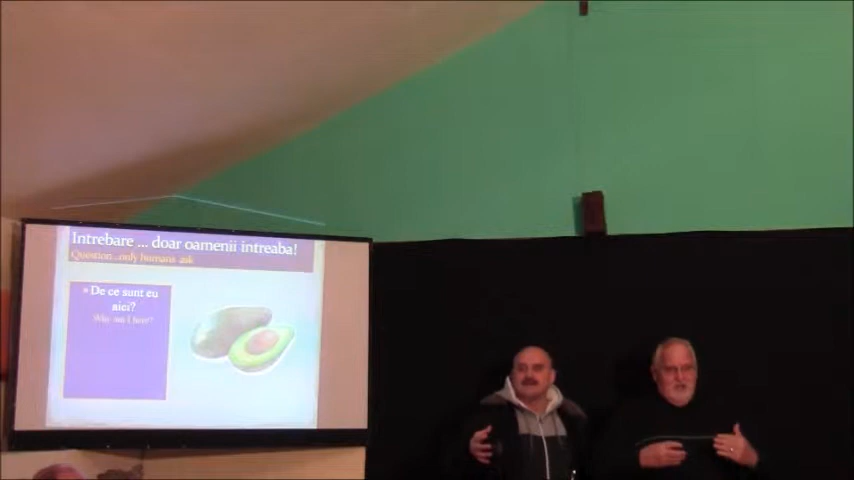 Intrebare ... doar oamenii intreaba!
Question...only humans ask
De ce sunt eu
aici?
Why am I here?